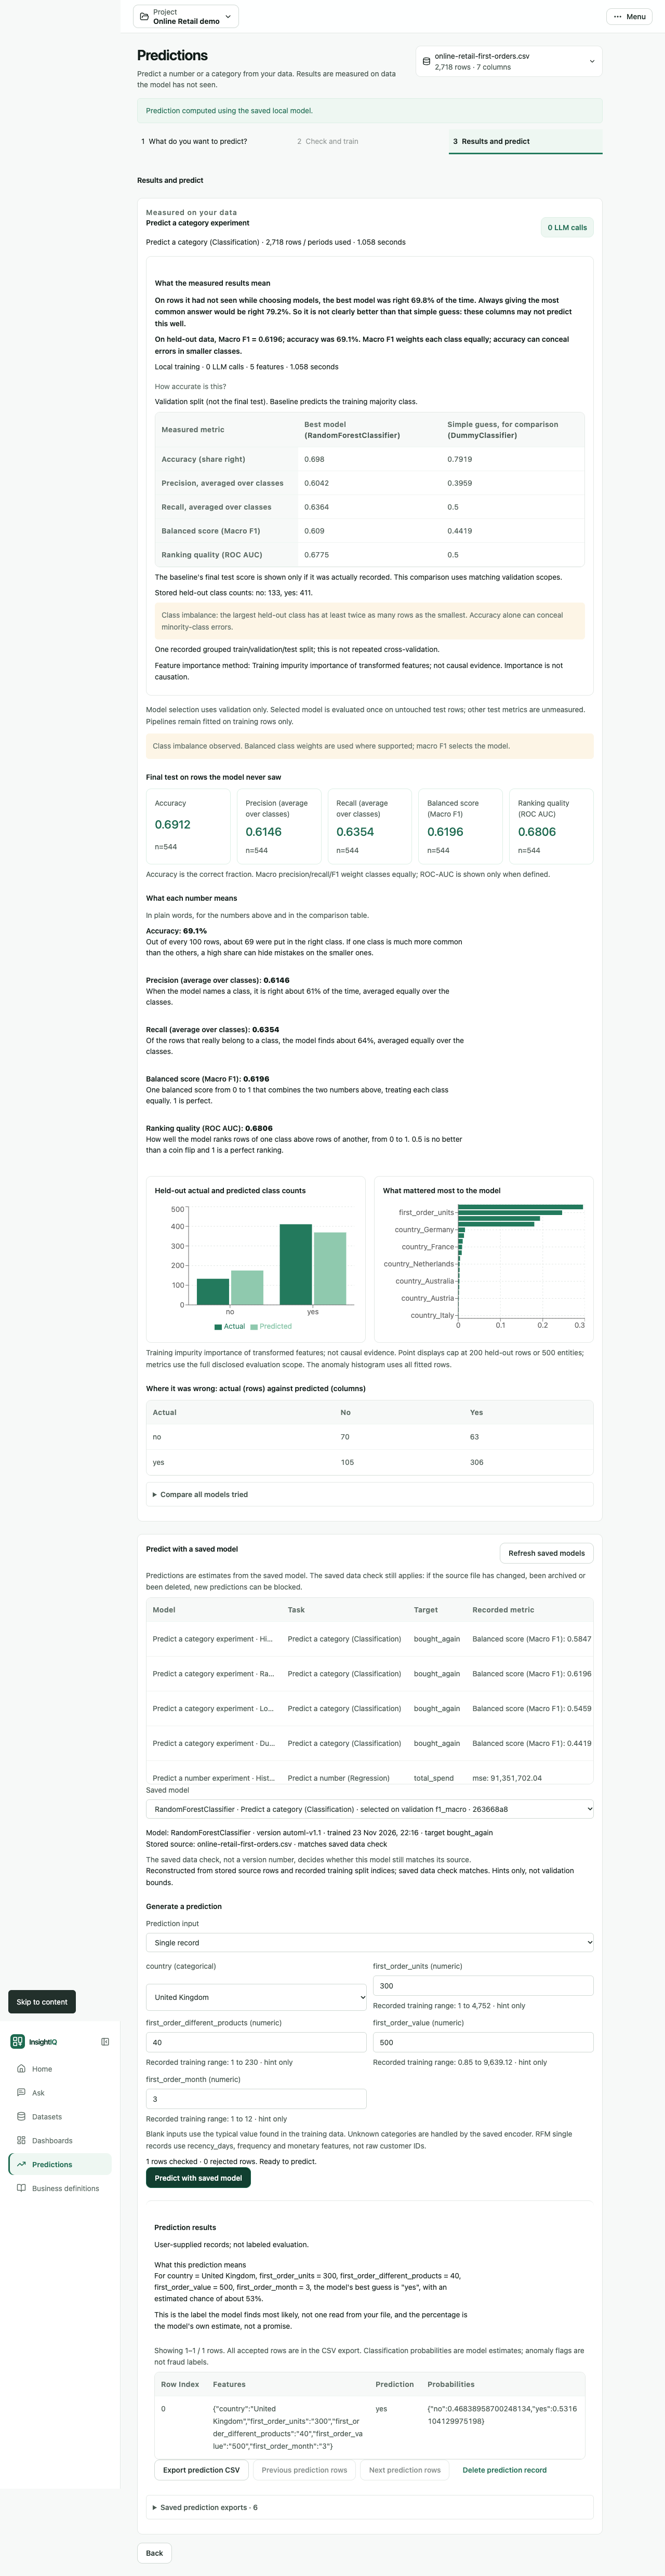 Project
Online Retail demo
Menu
Predictions
Predict a number or a category from your data. Results are measured on data
the model has not seen.
online-retail-first-orders.csv
2,718 rows · 7 columns
Prediction computed using the saved local model.
1 What do you want to predict?
2 Check and train
3 Results and predict
Results and predict
Measured on your data
Predict a category experiment
0 LLM calls
Predict a category (Classification) · 2,718 rows / periods used · 1.058 seconds
What the measured results mean
On rows it had not seen while choosing models, the best model was right 69.8% of the time. Always giving the most
common answer would be right 79.2%. So it is not clearly better than that simple guess: these columns may not predict
this well.
On held-out data, Macro F1 = 0.6196; accuracy was 69.1%. Macro F1 weights each class equally; accuracy can conceal
errors in smaller classes.
Local training · 0 LLM calls · 5 features · 1.058 seconds
How accurate is this?
Validation split (not the final test). Baseline predicts the training majority class.
Measured metric
Best model
(RandomForestClassifier)
Simple guess, for comparison
(DummyClassifier)
Accuracy (share right) 0.698 0.7919
Precision, averaged over classes 0.6042 0.3959
Recall, averaged over classes 0.6364 0.5
Balanced score (Macro F1) 0.609 0.4419
Ranking quality (ROC AUC) 0.6775 0.5
The baseline's final test score is shown only if it was actually recorded. This comparison uses matching validation scopes.
Stored held-out class counts: no: 133, yes: 411.
Class imbalance: the largest held-out class has at least twice as many rows as the smallest. Accuracy alone can conceal
minority-class errors.
One recorded grouped train/validation/test split; this is not repeated cross-validation.
Feature importance method: Training impurity importance of transformed features; not causal evidence. Importance is not
causation.
Model selection uses validation only. Selected model is evaluated once on untouched test rows; other test metrics are unmeasured.
Pipelines remain fitted on training rows only.
Class imbalance observed. Balanced class weights are used where supported; macro F1 selects the model.
Final test on rows the model never saw
Accuracy
0.6912
n=544
Precision (average
over classes)
0.6146
n=544
Recall (average
over classes)
0.6354
n=544
Balanced score
(Macro F1)
0.6196
n=544
Ranking quality
(ROC AUC)
0.6806
n=544
Accuracy is the correct fraction. Macro precision/recall/F1 weight classes equally; ROC-AUC is shown only when defined.
What each number means
In plain words, for the numbers above and in the comparison table.
Accuracy: 69.1%
Out of every 100 rows, about 69 were put in the right class. If one class is much more common
than the others, a high share can hide mistakes on the smaller ones.
Precision (average over classes): 0.6146
When the model names a class, it is right about 61% of the time, averaged equally over the
classes.
Recall (average over classes): 0.6354
Of the rows that really belong to a class, the model finds about 64%, averaged equally over the
classes.
Balanced score (Macro F1): 0.6196
One balanced score from 0 to 1 that combines the two numbers above, treating each class
equally. 1 is perfect.
Ranking quality (ROC AUC): 0.6806
How well the model ranks rows of one class above rows of another, from 0 to 1. 0.5 is no better
than a coin flip and 1 is a perfect ranking.
Held-out actual and predicted class counts
500
400
300
200
100
0
no yes
Actual Predicted
What mattered most to the model
first_order_units
country_Germany
country_France
country_Netherlands
country_Australia
country_Austria
country_Italy
0 0.1 0.2 0.3
Training impurity importance of transformed features; not causal evidence. Point displays cap at 200 held-out rows or 500 entities;
metrics use the full disclosed evaluation scope. The anomaly histogram uses all fitted rows.
Where it was wrong: actual (rows) against predicted (columns)
Actual No Yes
no 70 63
yes 105 306
Compare all models tried
Predict with a saved model
Refresh saved models
Predictions are estimates from the saved model. The saved data check still applies: if the source file has changed, been archived or
been deleted, new predictions can be blocked.
Model Task Target Recorded metric
Predict a category experiment · Hi... Predict a category (Classification) bought_again Balanced score (Macro F1): 0.5847
Predict a category experiment · Ra... Predict a category (Classification) bought_again Balanced score (Macro F1): 0.6196
Predict a category experiment · Lo... Predict a category (Classification) bought_again Balanced score (Macro F1): 0.5459
Predict a category experiment · Du... Predict a category (Classification) bought_again Balanced score (Macro F1): 0.4419
Predict a number experiment · Hist... Predict a number (Regression) total_spend mse: 91,351,702.04
Saved model
RandomForestClassifier · Predict a category (Classification) · selected on validation f1_macro · 263668a8
Model: RandomForestClassifier · version automl-v1.1 · trained 23 Nov 2026, 22:16 · target bought_again
Stored source: online-retail-first-orders.csv · matches saved data check
The saved data check, not a version number, decides whether this model still matches its source.
Reconstructed from stored source rows and recorded training split indices; saved data check matches. Hints only, not validation
bounds.
Generate a prediction
Prediction input
Single record
country (categorical)
United Kingdom
first_order_units (numeric)
300
Recorded training range: 1 to 4,752 · hint only
first_order_different_products (numeric)
40
Recorded training range: 1 to 230 · hint only
first_order_value (numeric)
500
Recorded training range: 0.85 to 9,639.12 · hint only
first_order_month (numeric)
3
Recorded training range: 1 to 12 · hint only
Blank inputs use the typical value found in the training data. Unknown categories are handled by the saved encoder. RFM single
records use recency_days, frequency and monetary features, not raw customer IDs.
1 rows checked · 0 rejected rows. Ready to predict.
Predict with saved model
Prediction results
User-supplied records; not labeled evaluation.
What this prediction means
For country = United Kingdom, first_order_units = 300, first_order_different_products = 40,
first_order_value = 500, first_order_month = 3, the model's best guess is "yes", with an
estimated chance of about 53%.
This is the label the model finds most likely, not one read from your file, and the percentage is
the model's own estimate, not a promise.
Showing 1–1 / 1 rows. All accepted rows are in the CSV export. Classification probabilities are model estimates; anomaly flags are
not fraud labels.
Row Index Features Prediction Probabilities
0
{"country":"United
Kingdom","first_order_units":"300","first_or
der_different_products":"40","first_order_va
lue":"500","first_order_month":"3"}
yes
{"no":0.46838958700248134,"yes":0.5316
104129975198}
Export prediction CSV
Previous prediction rows
Next prediction rows
Delete prediction record
Saved prediction exports · 6
Back
Skip to content
InsightIQ
Home
Ask
Datasets
Dashboards
Predictions
Business definitions